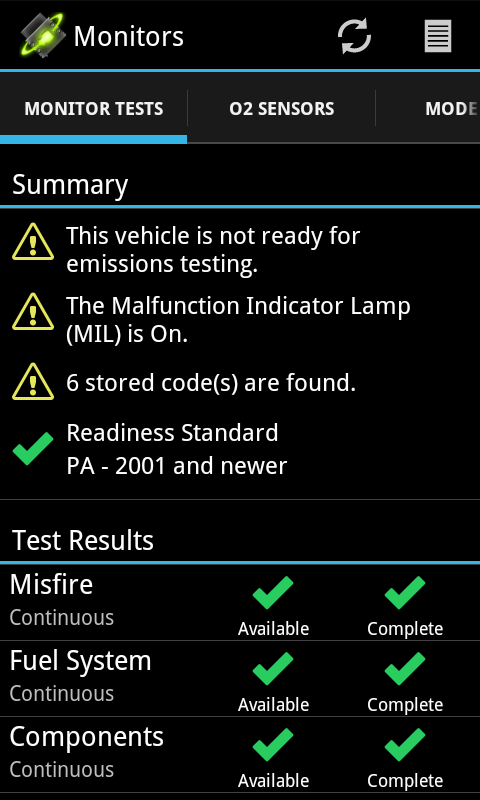 Monitors
MONITOR TESTS
O2 SENSORS
MODE
Summary
This vehicle is not ready for
emissions testing.
The Malfunction Indicator Lamp
(MIL) is On.
6 stored code(s) are found.
Readiness Standard
PA - 2001 and newer
Test Results
Misfire
Continuous
Available
Complete
Fuel System
Continuous
Available
Complete
Components
Continuous
Available
Complete